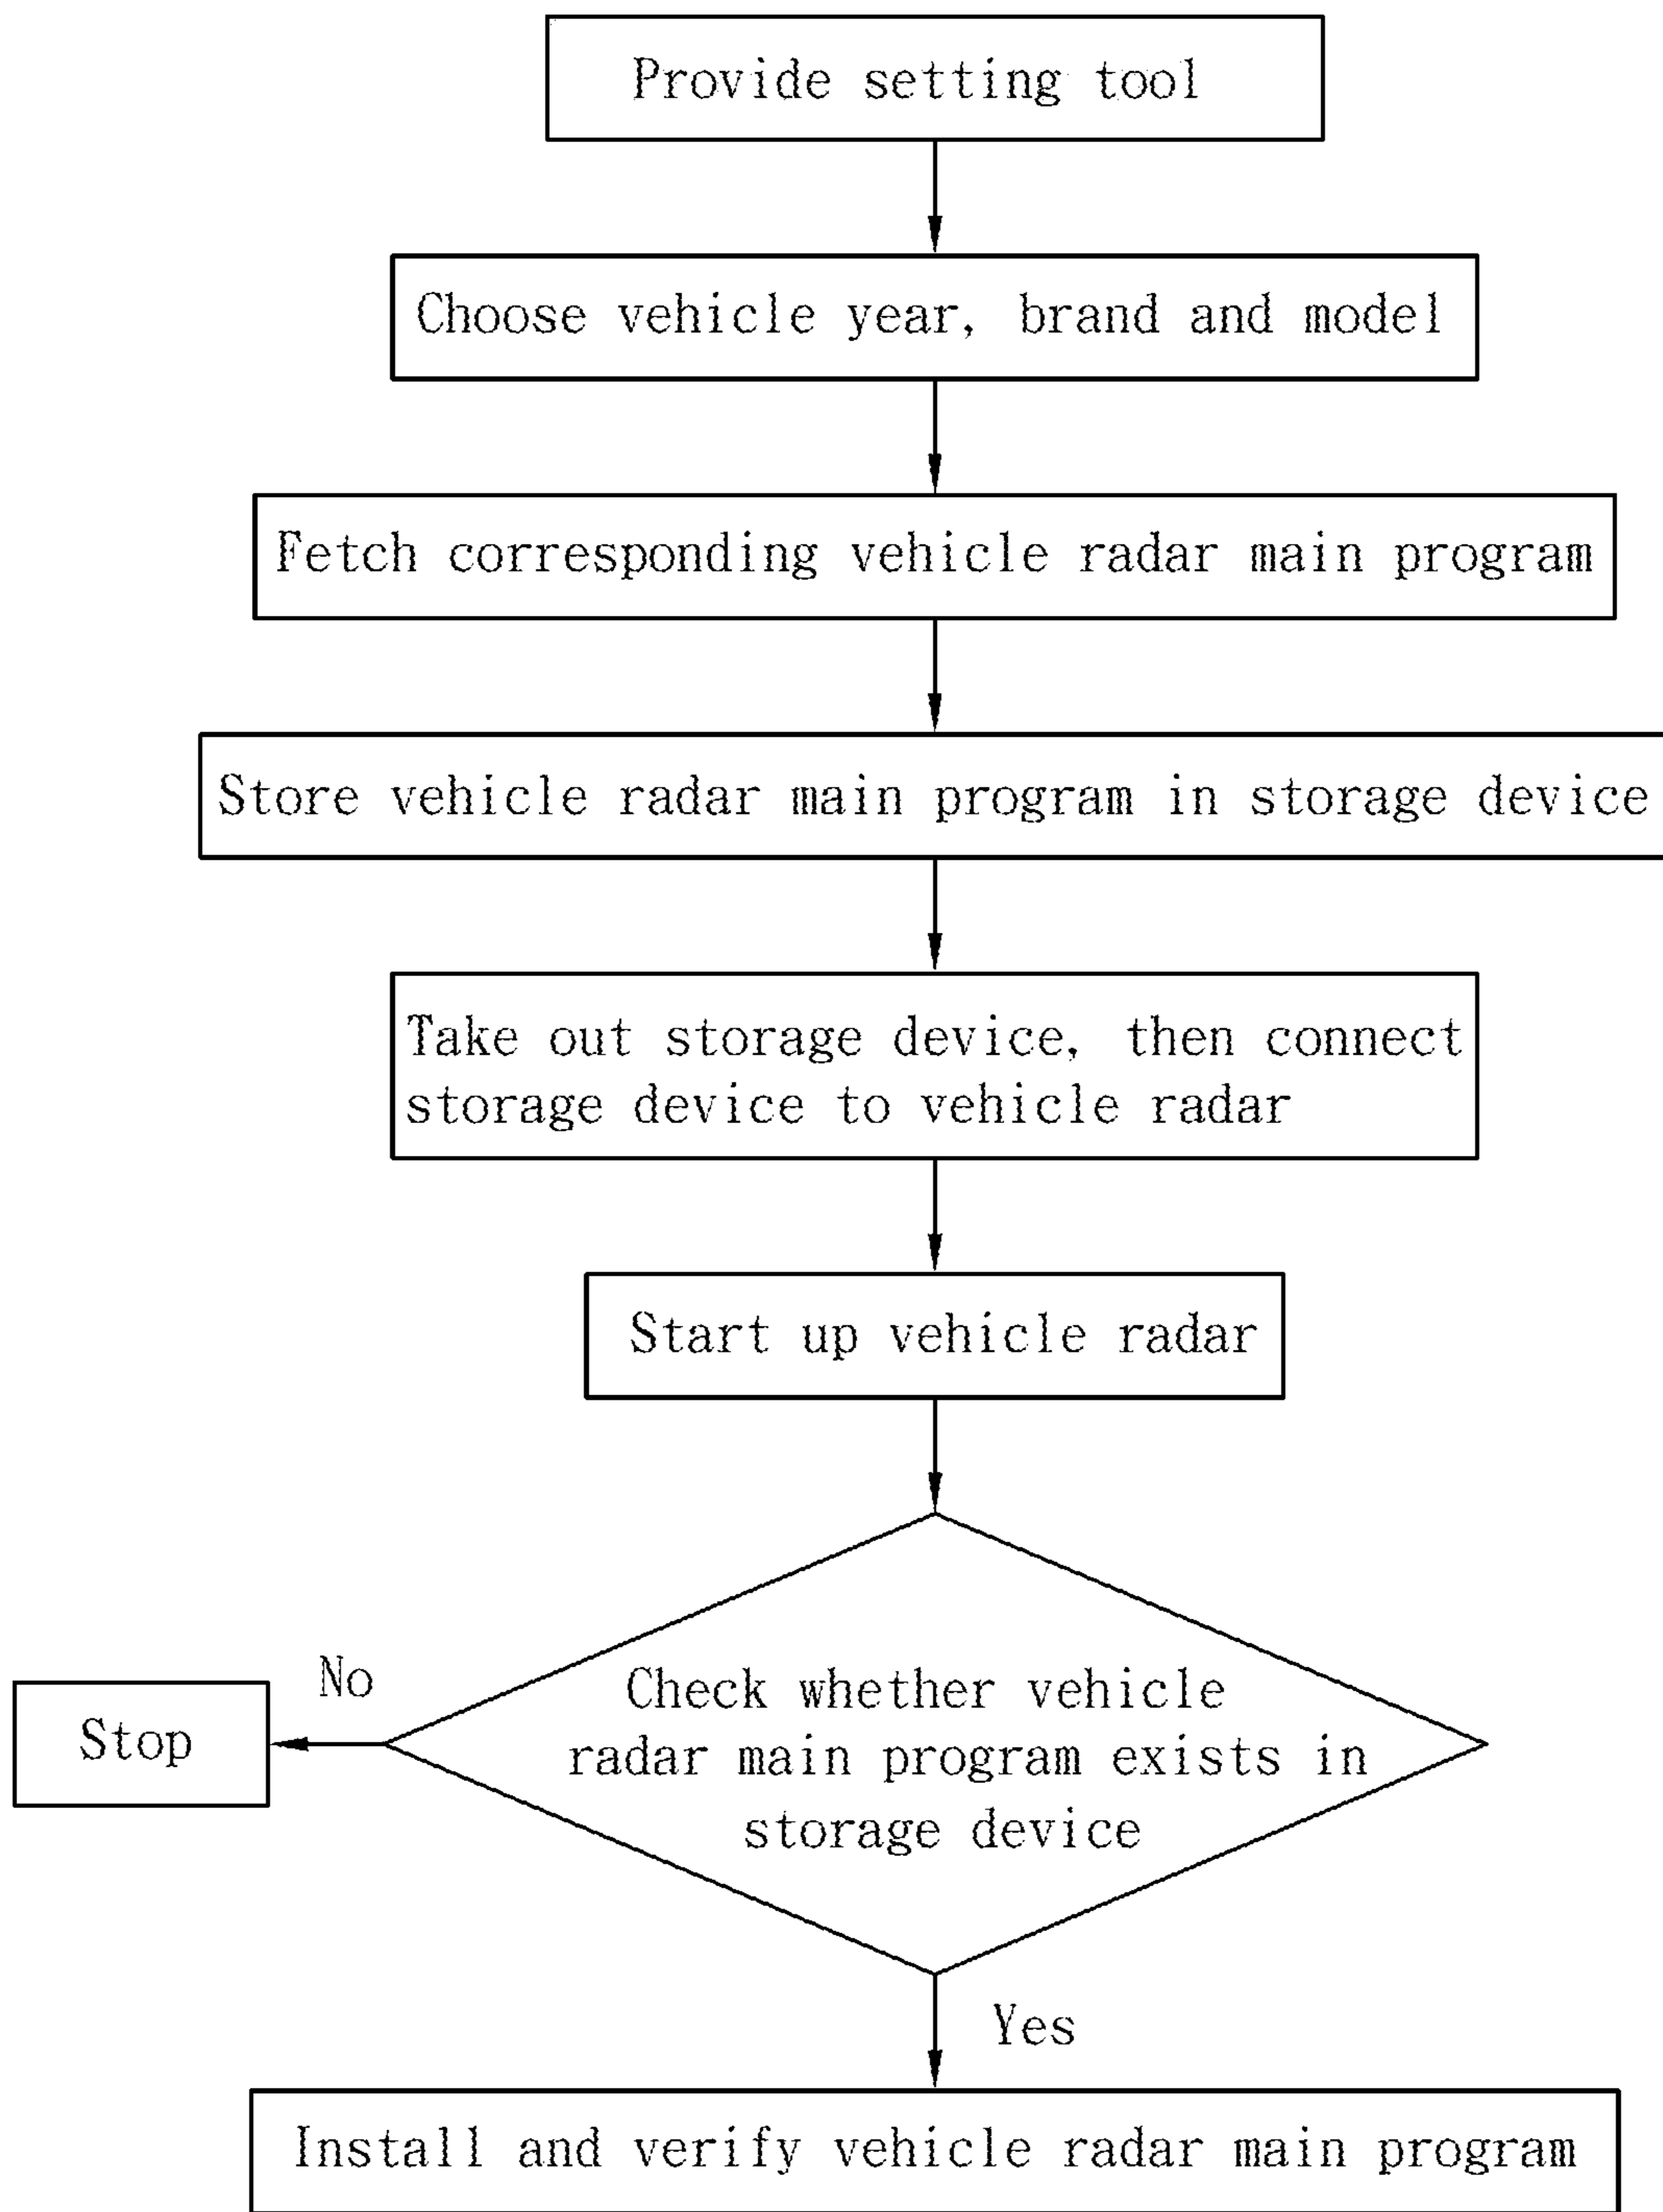 Provide setting tool
Choose vehicle year, brand and model
Fetch corresponding vehicle radar main program
Store vehicle radar main program in storage device
Take out storage device, then connect
storage device to vehicle radar
Start up vehicle radar
Check whether vehicle
radar main program exists in
storage device
No
Stop
Yes
Install and verify vehicle radar main program